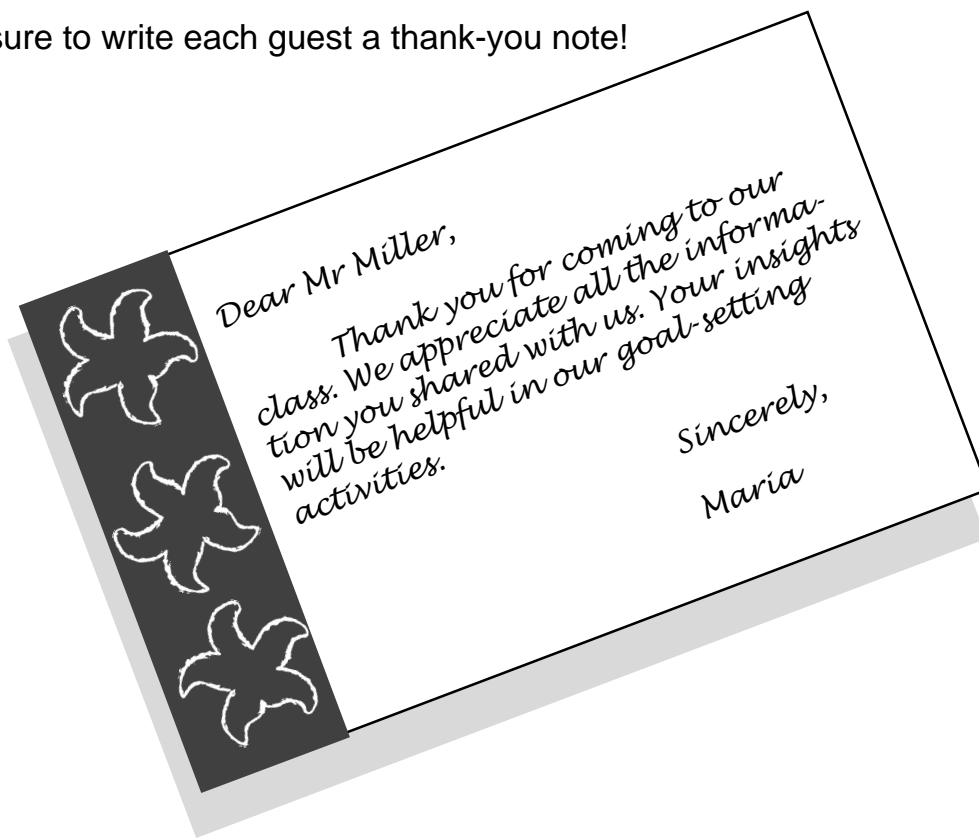 sure to write each guest a thank-you note!
Dear Mr Miller,
Thank you for coming to our
class. We appreciate all the informa-
tion you shared with us. Your insights
will be helpful in our goal-setting
activities.
Sincerely,
Maria